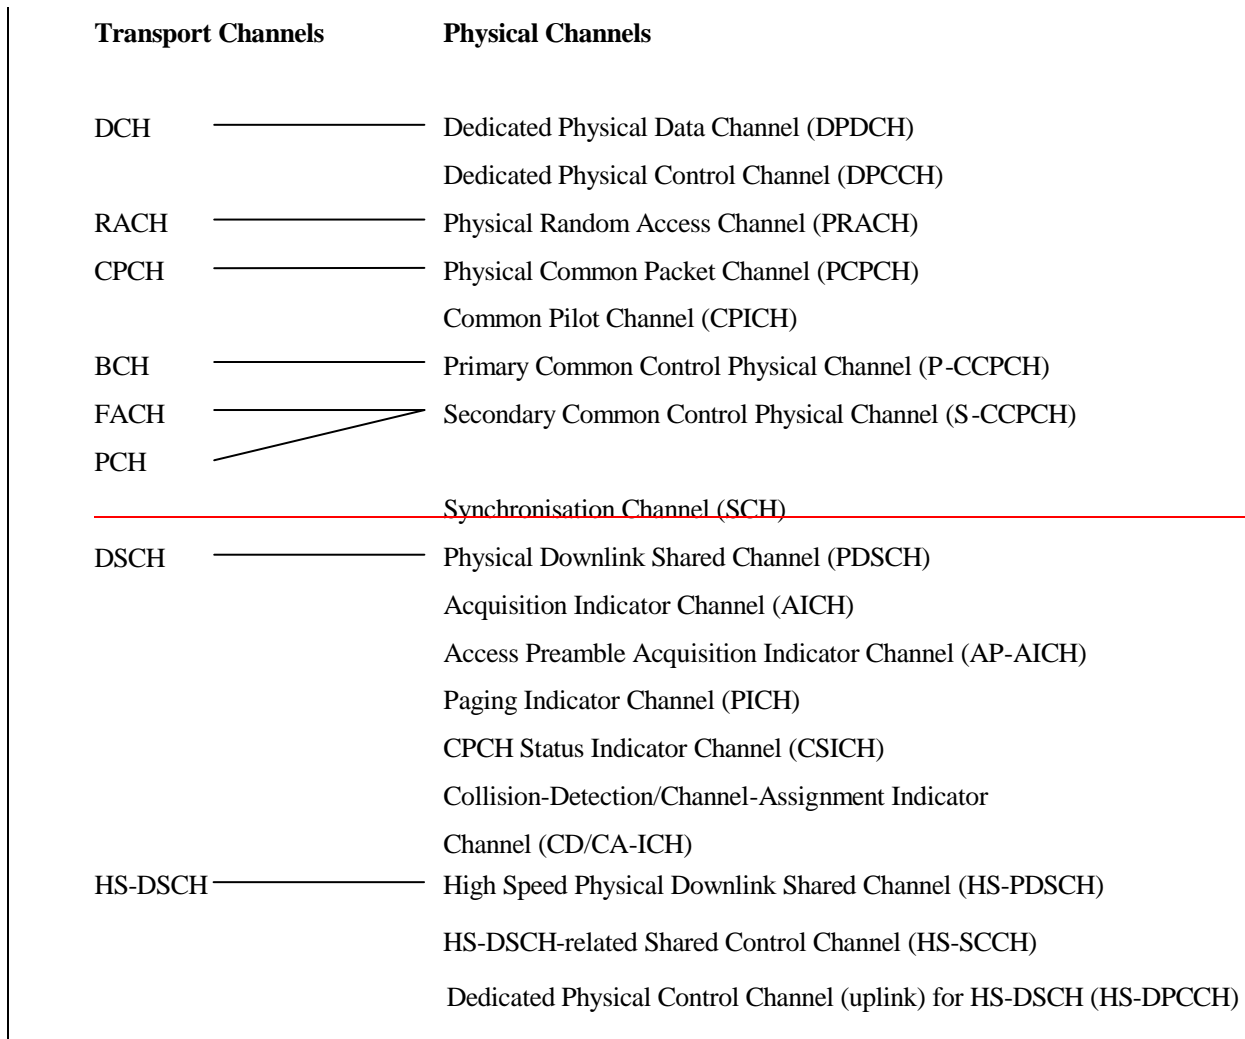 Transport Channels Physical Channels
DCH Dedicated Physical Data Channel (DPDCH)
Dedicated Physical Control Channel (DPCCH)
RACH Physical Random Access Channel (PRACH)
CPCH Physical Common Packet Channel (PCPCH)
Common Pilot Channel (CPICH)
BCH Primary Common Control Physical Channel (P-CCPCH)
FACH Secondary Common Control Physical Channel (S-CCPCH)
PCH
Synchronisation Channel (SCH)
DSCH Physical Downlink Shared Channel (PDSCH)
Acquisition Indicator Channel (AICH)
Access Preamble Acquisition Indicator Channel (AP-AICH)
Paging Indicator Channel (PICH)
CPCH Status Indicator Channel (CSICH)
Collision-Detection/Channel-Assignment Indicator
Channel (CD/CA-ICH)
HS-DSCH High Speed Physical Downlink Shared Channel (HS-PDSCH)
HS-DSCH-related Shared Control Channel (HS-SCCH)
Dedicated Physical Control Channel (uplink) for HS-DSCH (HS-DPCCH)